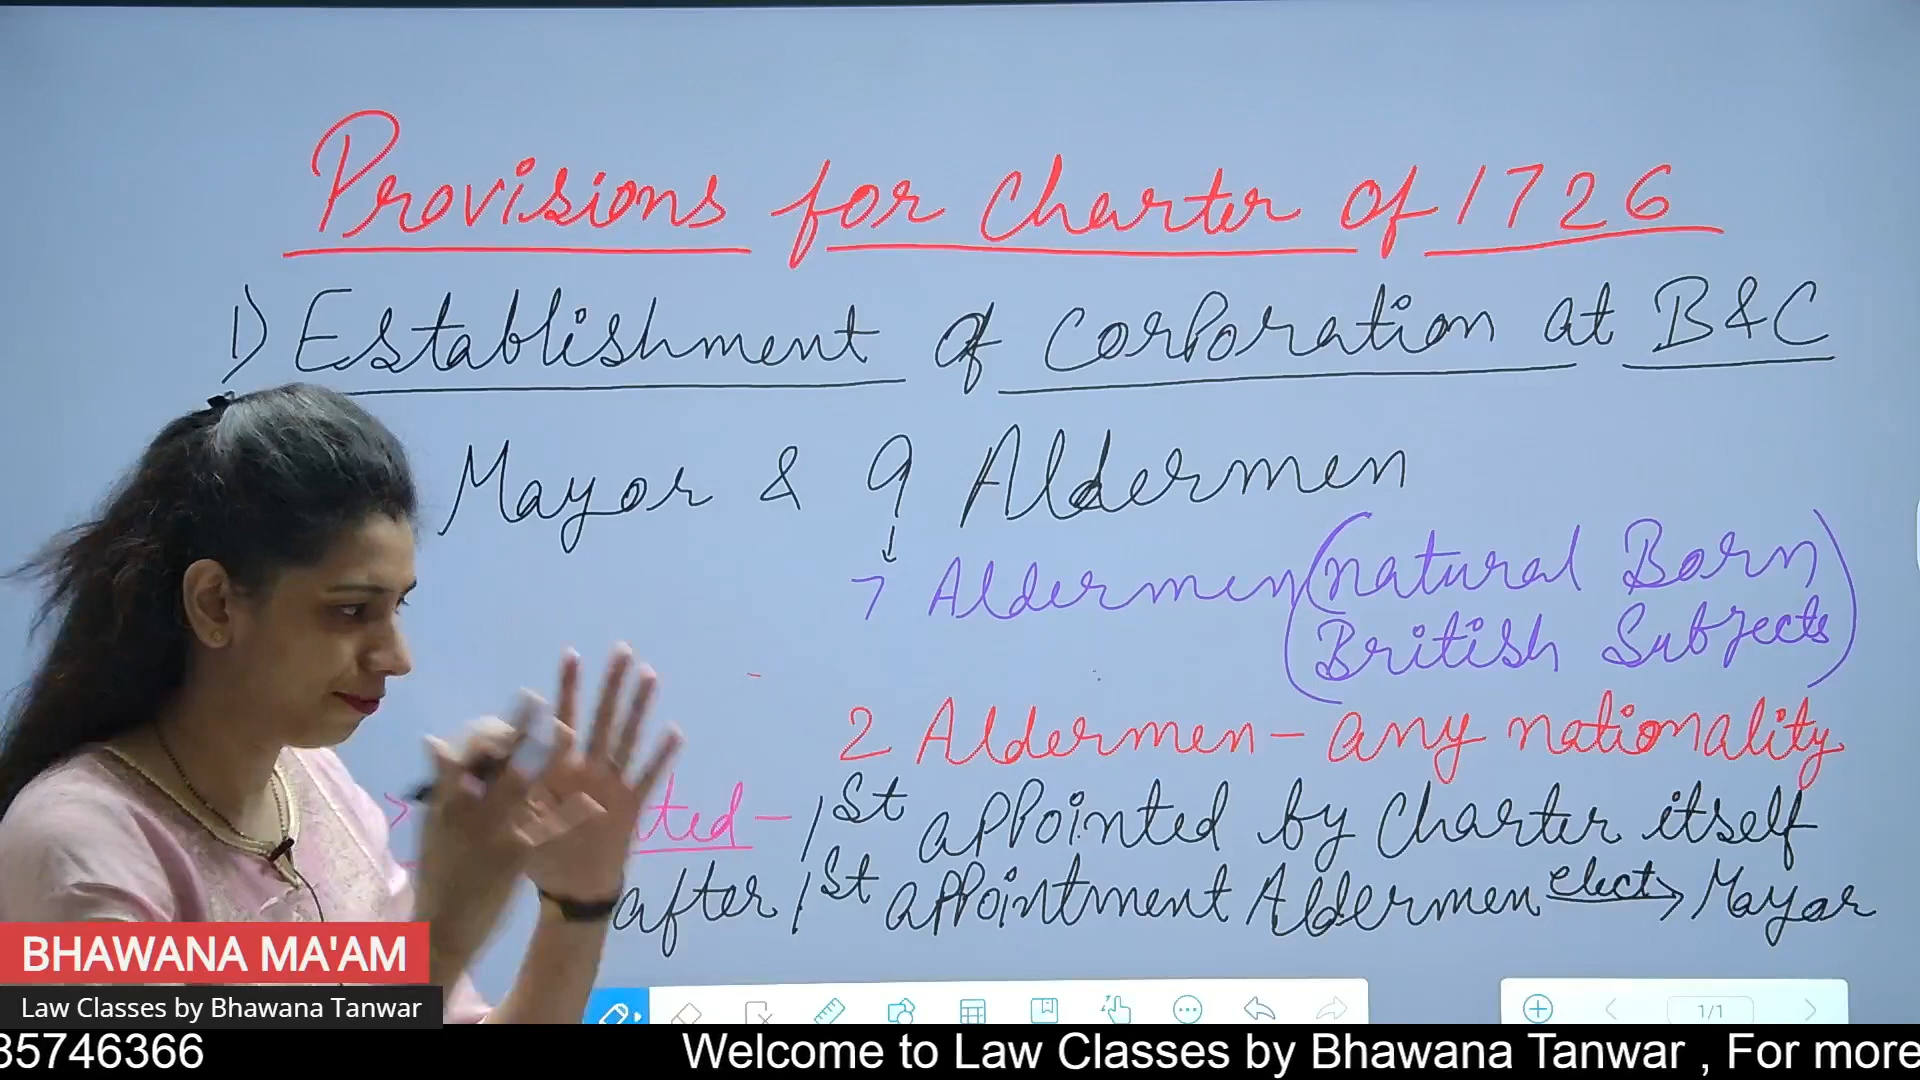 Provisions for Charter of 1726
1) Establishment of Corporation at B&C
Mayor & 9 Aldermen
7 Aldermen (natural Born
British Subjects)
2 Aldermen - any nationality
1st appointed by Charter itself
after 1st appointment Aldermen elect Mayor
BHAWANA MA'AM
Law Classes by Bhawana Tanwar
1/1
35746366 Welcome to Law Classes by Bhawana Tanwar , For more